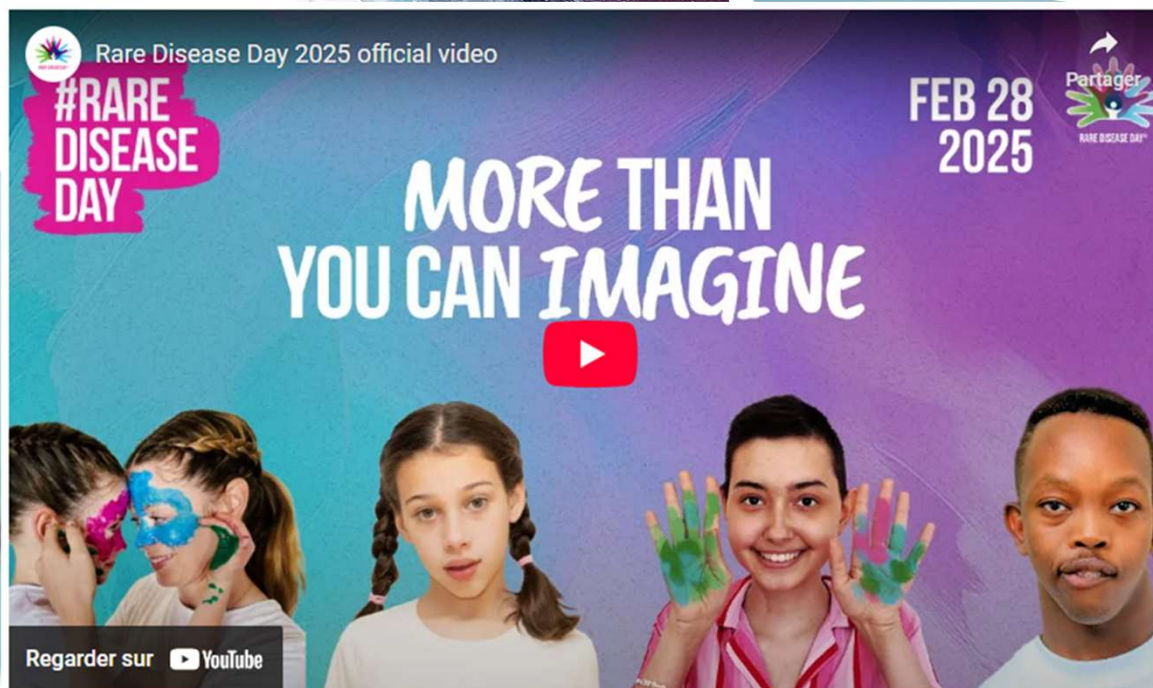 Rare Disease Day 2025 official video
Partager
#RARE
DISEASE
DAY
FEB 28
2025
RARE DISEASE DAY®
MORE THAN
YOU CAN IMAGINE
Regarder sur YouTube